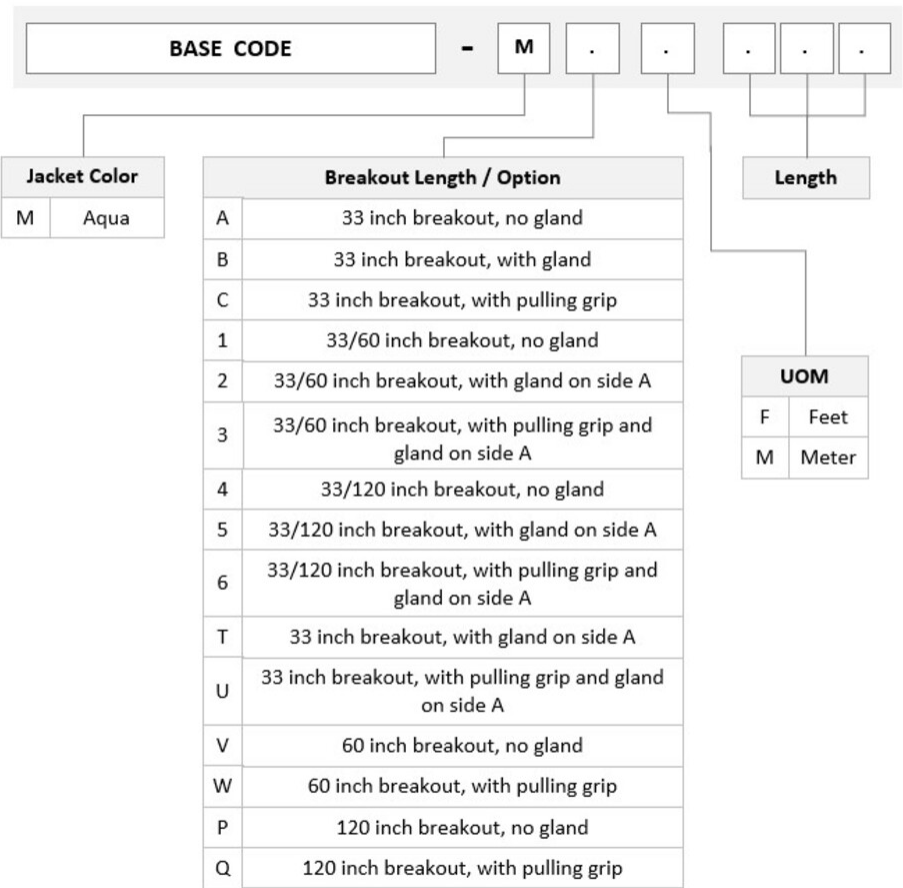 BASE CODE - M . . . . .
Jacket Color
M Aqua
Breakout Length / Option
A 33 inch breakout, no gland
B 33 inch breakout, with gland
C 33 inch breakout, with pulling grip
1 33/60 inch breakout, no gland
2 33/60 inch breakout, with gland on side A
3 33/60 inch breakout, with pulling grip and
gland on side A
4 33/120 inch breakout, no gland
5 33/120 inch breakout, with gland on side A
6 33/120 inch breakout, with pulling grip and
gland on side A
T 33 inch breakout, with gland on side A
U 33 inch breakout, with pulling grip and gland
on side A
V 60 inch breakout, no gland
W 60 inch breakout, with pulling grip
P 120 inch breakout, no gland
Q 120 inch breakout, with pulling grip
Length
UOM
F Feet
M Meter